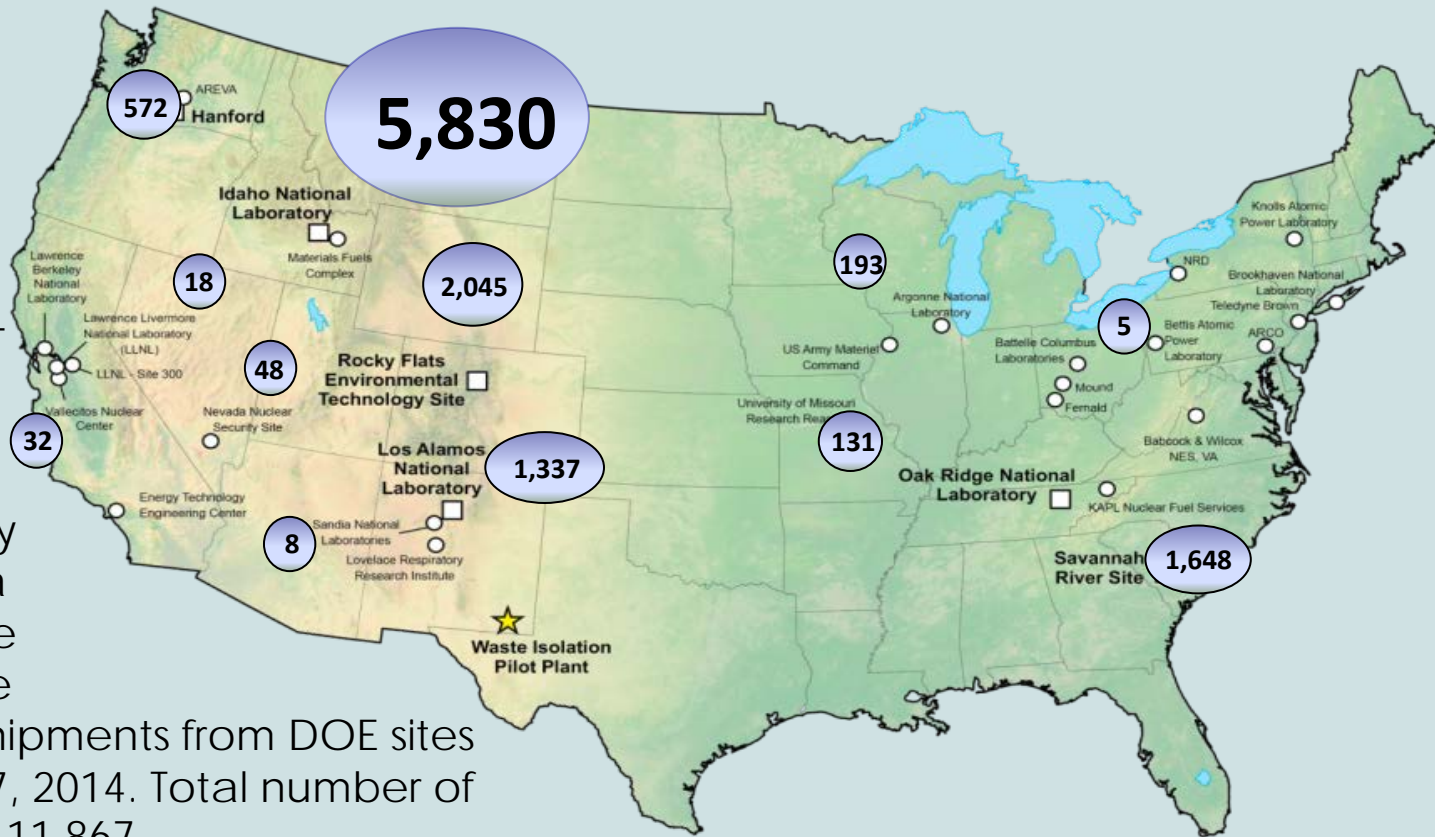 AREVA
572
Hanford
5,830
Idaho National
Laboratory
Materials Fuels
Complex
Knolls Atomic
Power Laboratory
Lawrence
Berkeley
National
Laboratory
18
2,045
193
NRD
Brookhaven National
Laboratory
Teledyne Brown
Argonne National
Laboratory
Lawrence Livermore
National Laboratory
(LLNL)
5
Bettis Atomic
Power
Laboratory
ARCO
US Army Materiel
Command
Battelle Columbus
Laboratories
LLNL - Site 300
48
Rocky Flats
Environmental
Technology Site
Mound
Fernald
Vallecitos Nuclear
Center
Nevada Nuclear
Security Site
University of Missouri
Research
32
131
Babcock & Wilcox
NES, VA
Los Alamos
National
Laboratory
1,337
Oak Ridge National
Laboratory
KAPL Nuclear Fuel Services
Energy Technology
Engineering Center
Sandia National
Laboratories
8
Lovelace Respiratory
Research Institute
Savannah
River Site
1,648
Waste Isolation
Pilot Plant
shipments from DOE sites
7, 2014. Total number of
11,867